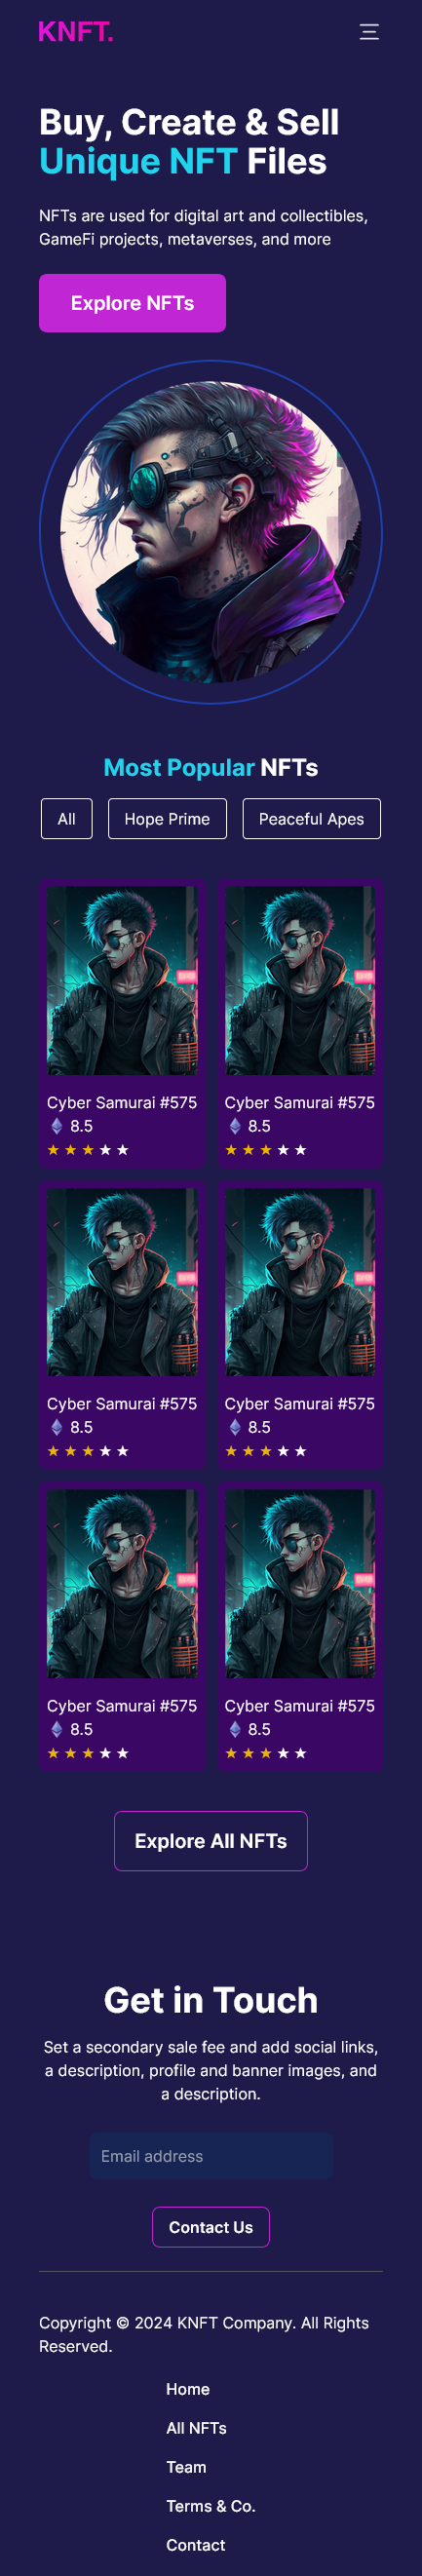 KNFT.
Buy, Create & Sell
Unique NFT Files
NFTs are used for digital art and collectibles,
GameFi projects, metaverses, and more
Explore NFTs
Most Popular NFTs
All
Hope Prime
Peaceful Apes
Cyber Samurai #575
8.5
Cyber Samurai #575
8.5
Cyber Samurai #575
8.5
Cyber Samurai #575
8.5
Cyber Samurai #575
8.5
Cyber Samurai #575
8.5
Explore All NFTs
Get in Touch
Set a secondary sale fee and add social links,
a description, profile and banner images, and
a description.
Email address
Contact Us
Copyright © 2024 KNFT Company. All Rights
Reserved.
Home
All NFTs
Team
Terms & Co.
Contact